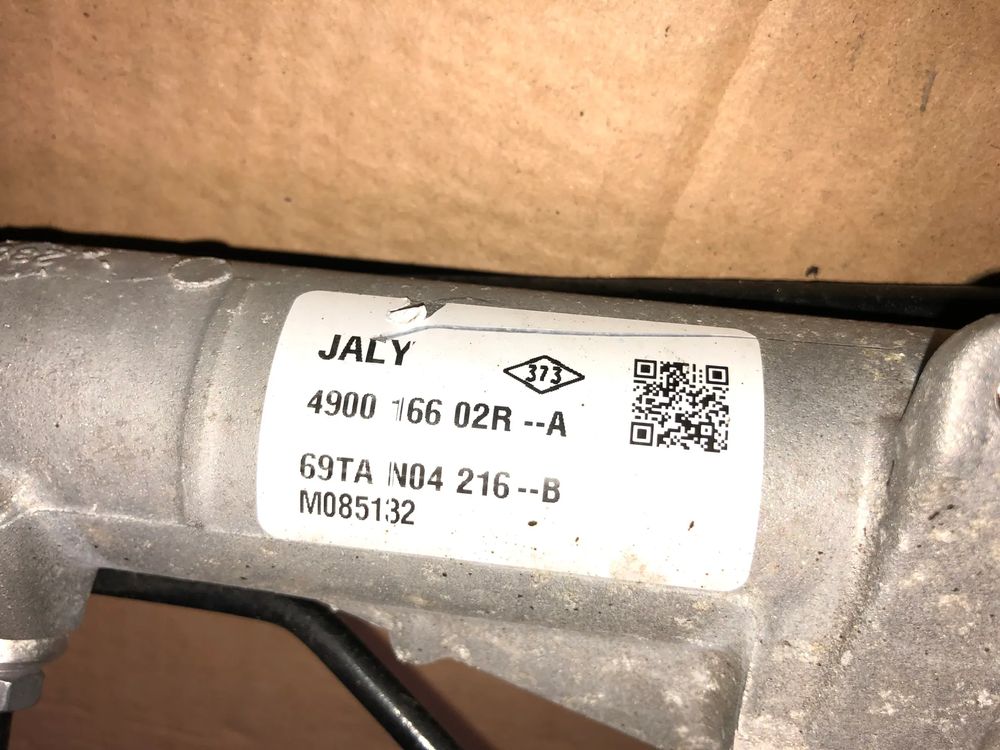 JALY
373
4900 166 02R --A
69TA N04 216--B
M085132